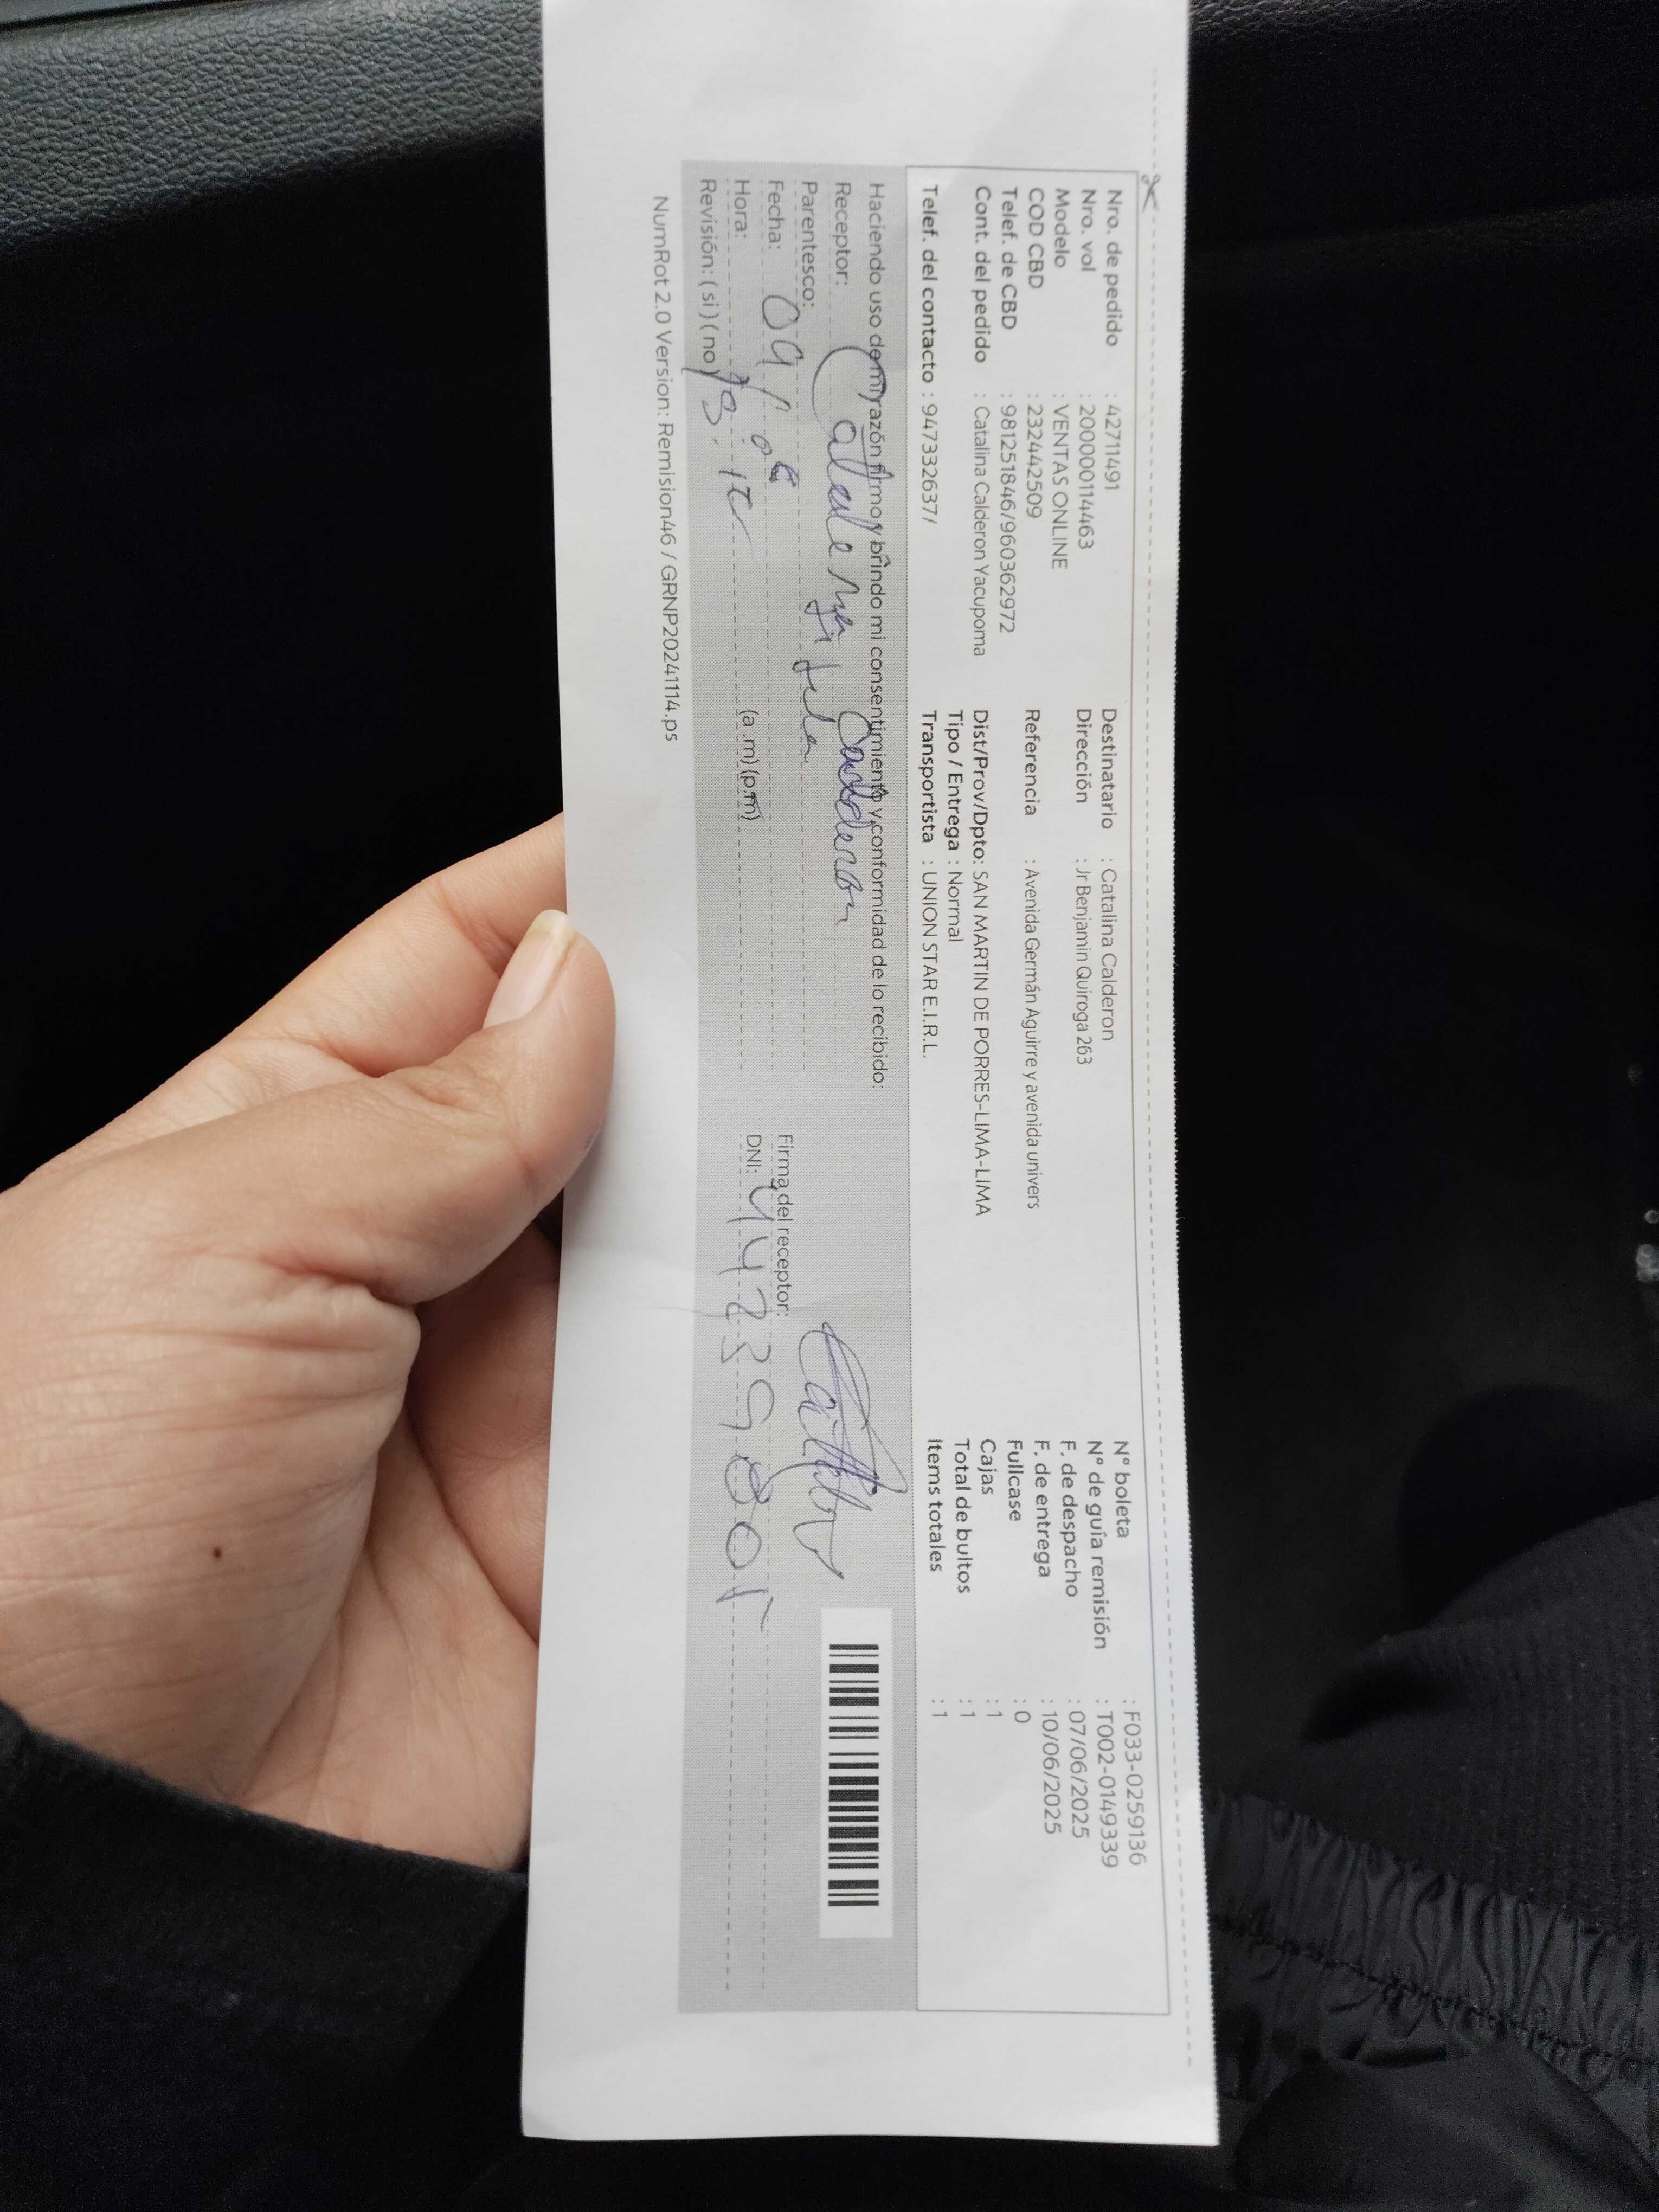 Nro. de pedido : 42711491
Nro. vol : 200000114463
Modelo : VENTAS ONLINE
COD CBD : 232442509
Telef. de CBD : 981251846/960362972
Cont. del pedido : Catalina Calderon Yacupoma
Telef. del contacto : 947332637/
Destinatario : Catalina Calderon
Dirección : Jr Benjamin Quiroga 263
Referencia : Avenida Germán Aguirre y avenida univers
Dist/Prov/Dpto: SAN MARTIN DE PORRES-LIMA-LIMA
Tipo / Entrega : Normal
Transportista : UNION STAR E.I.R.L.
N° boleta : F033-0259136
N° de guía remisión : T002-0149339
F. de despacho : 07/06/2025
F. de entrega : 10/06/2025
Fullcase : 0
Cajas : 1
Total de bultos : 1
Items totales : 1
Haciendo uso de mi razón firmo y brindo mi consentimiento y conformidad de lo recibido:
Receptor: Calderon
Parentesco:
Fecha: 09/06
Hora: (a.m)(p.m)
Revisión: (si)(no)
Firma del receptor:
DNI:
NumRot 2.0 Version: Remision46 / GRNP20241114.ps